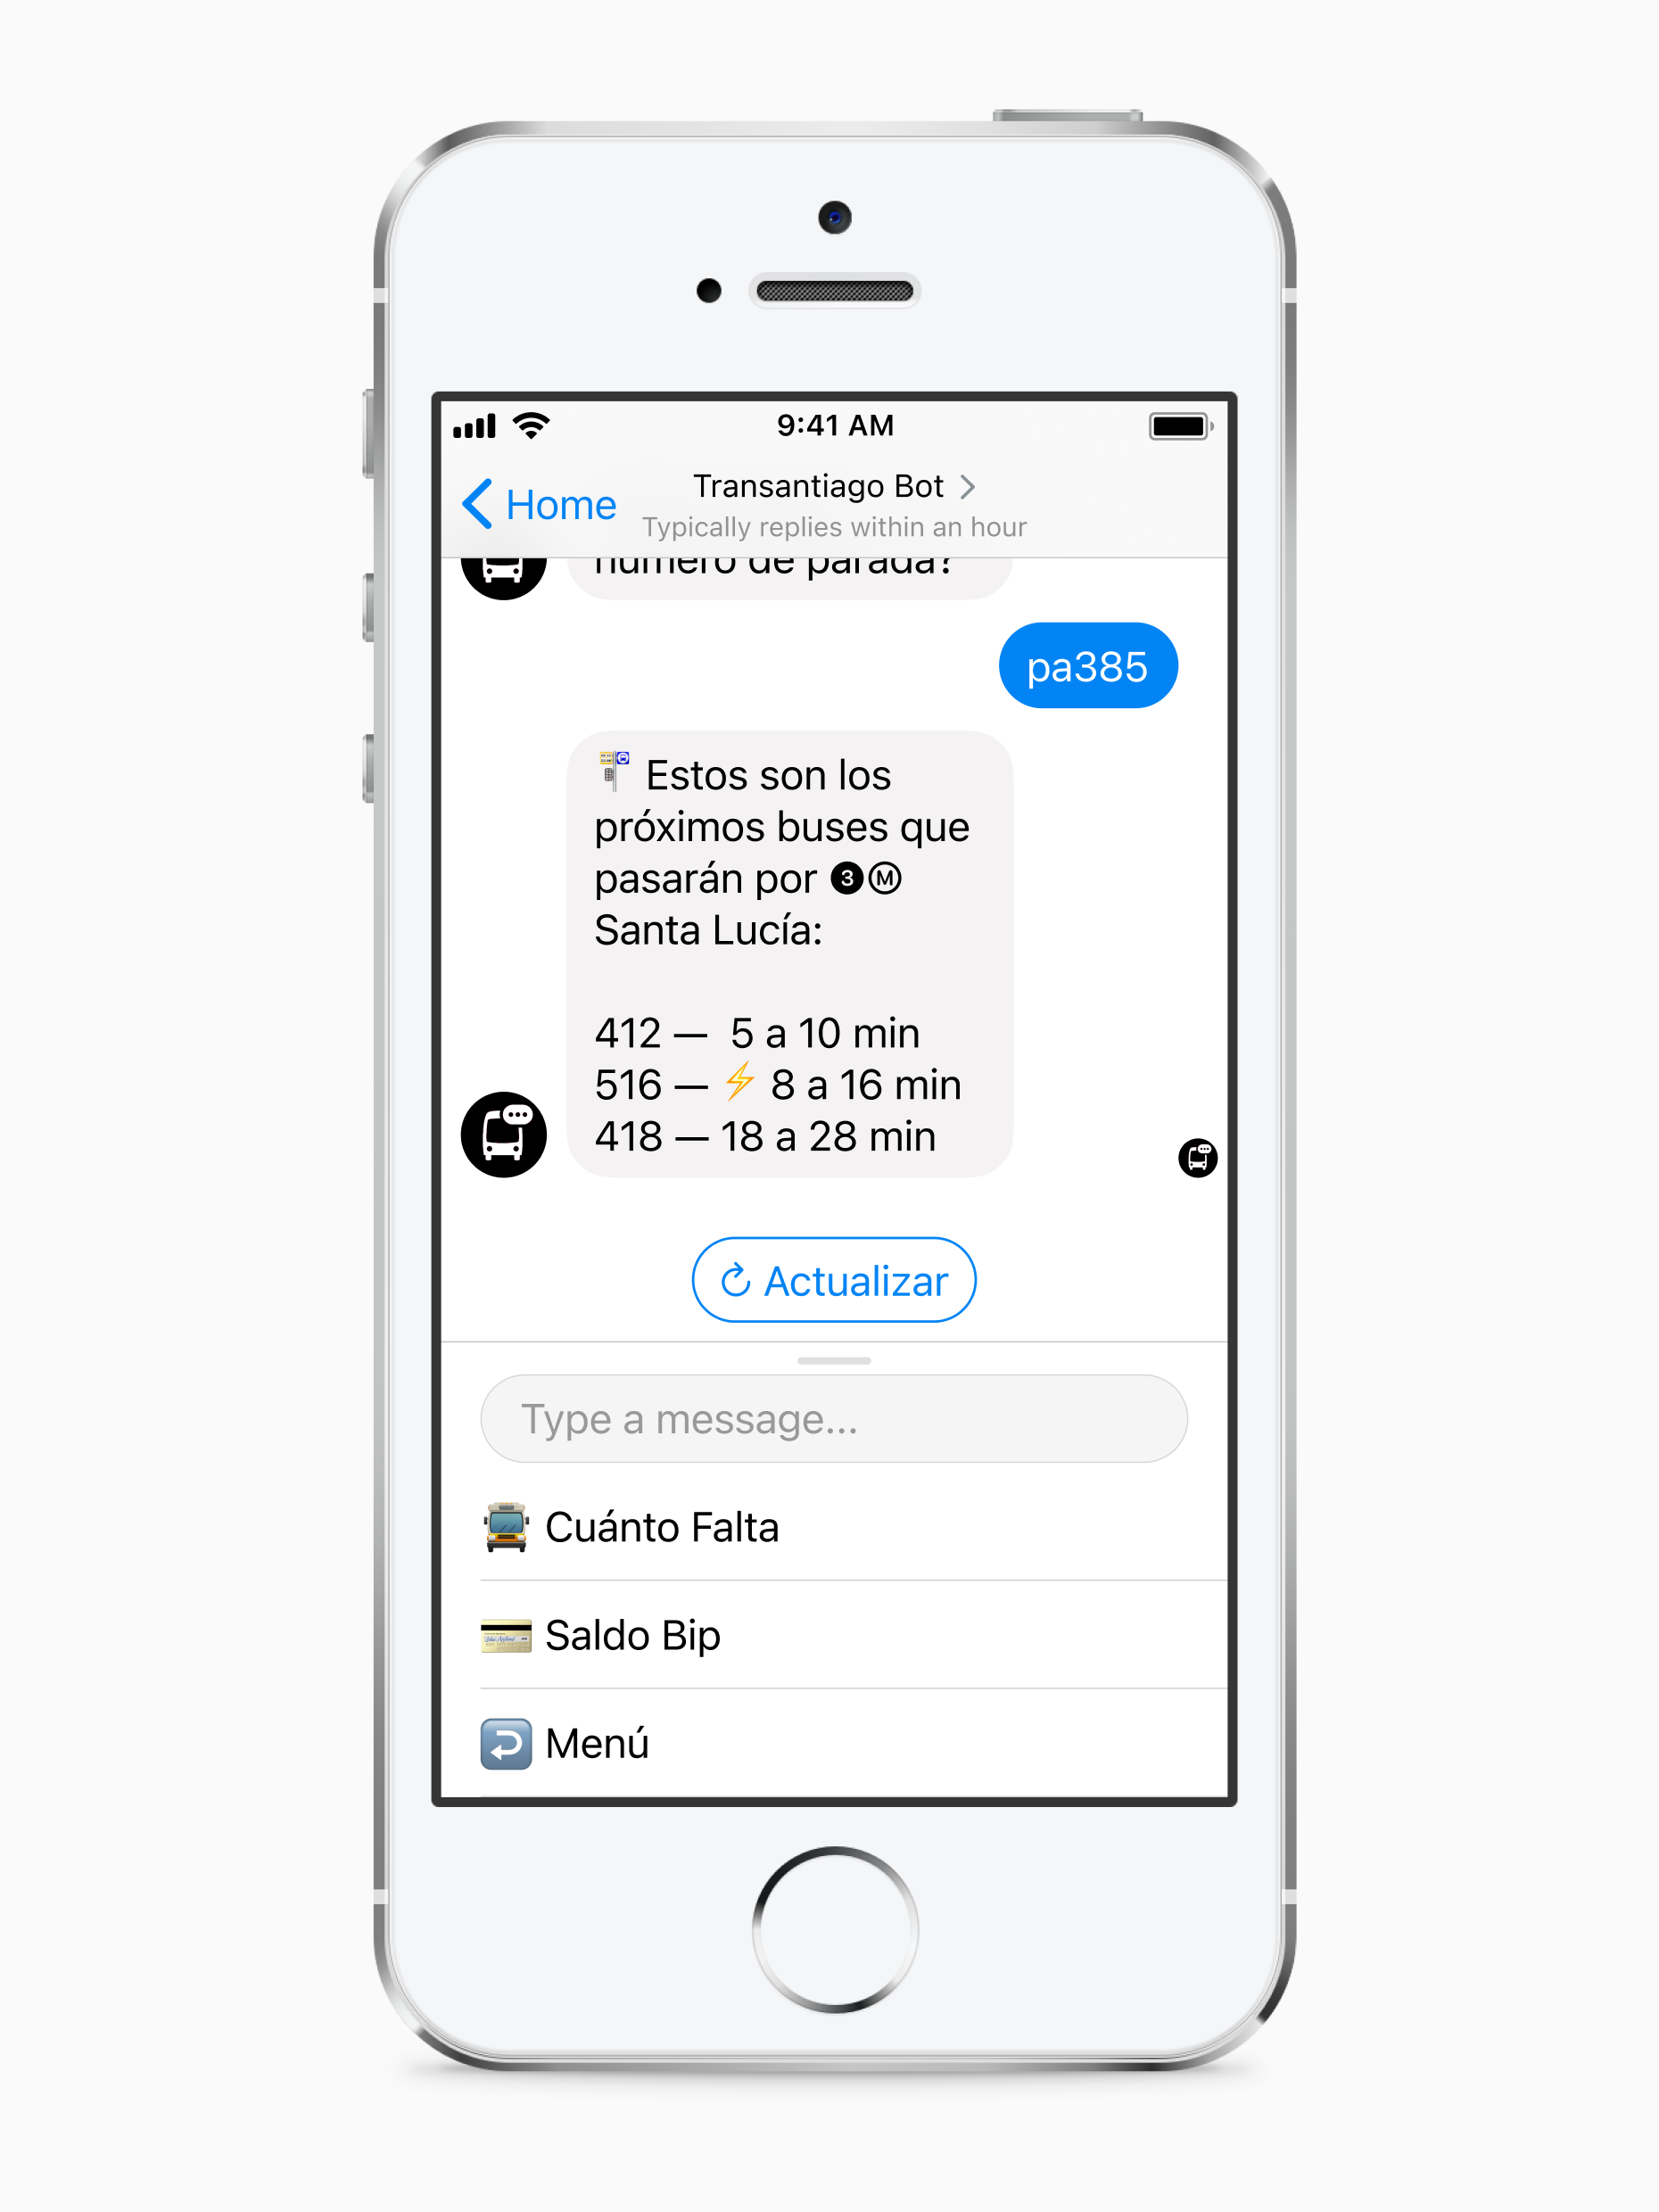 9:41 AM
Home
Transantiago Bot
Typically replies within an hour
número de parada?
pa385
Estos son los
próximos buses que
pasarán por ❸Ⓜ
Santa Lucía:
412 — 5 a 10 min
516 — ⚡ 8 a 16 min
418 — 18 a 28 min
Actualizar
Type a message...
Cuánto Falta
Saldo Bip
Menú